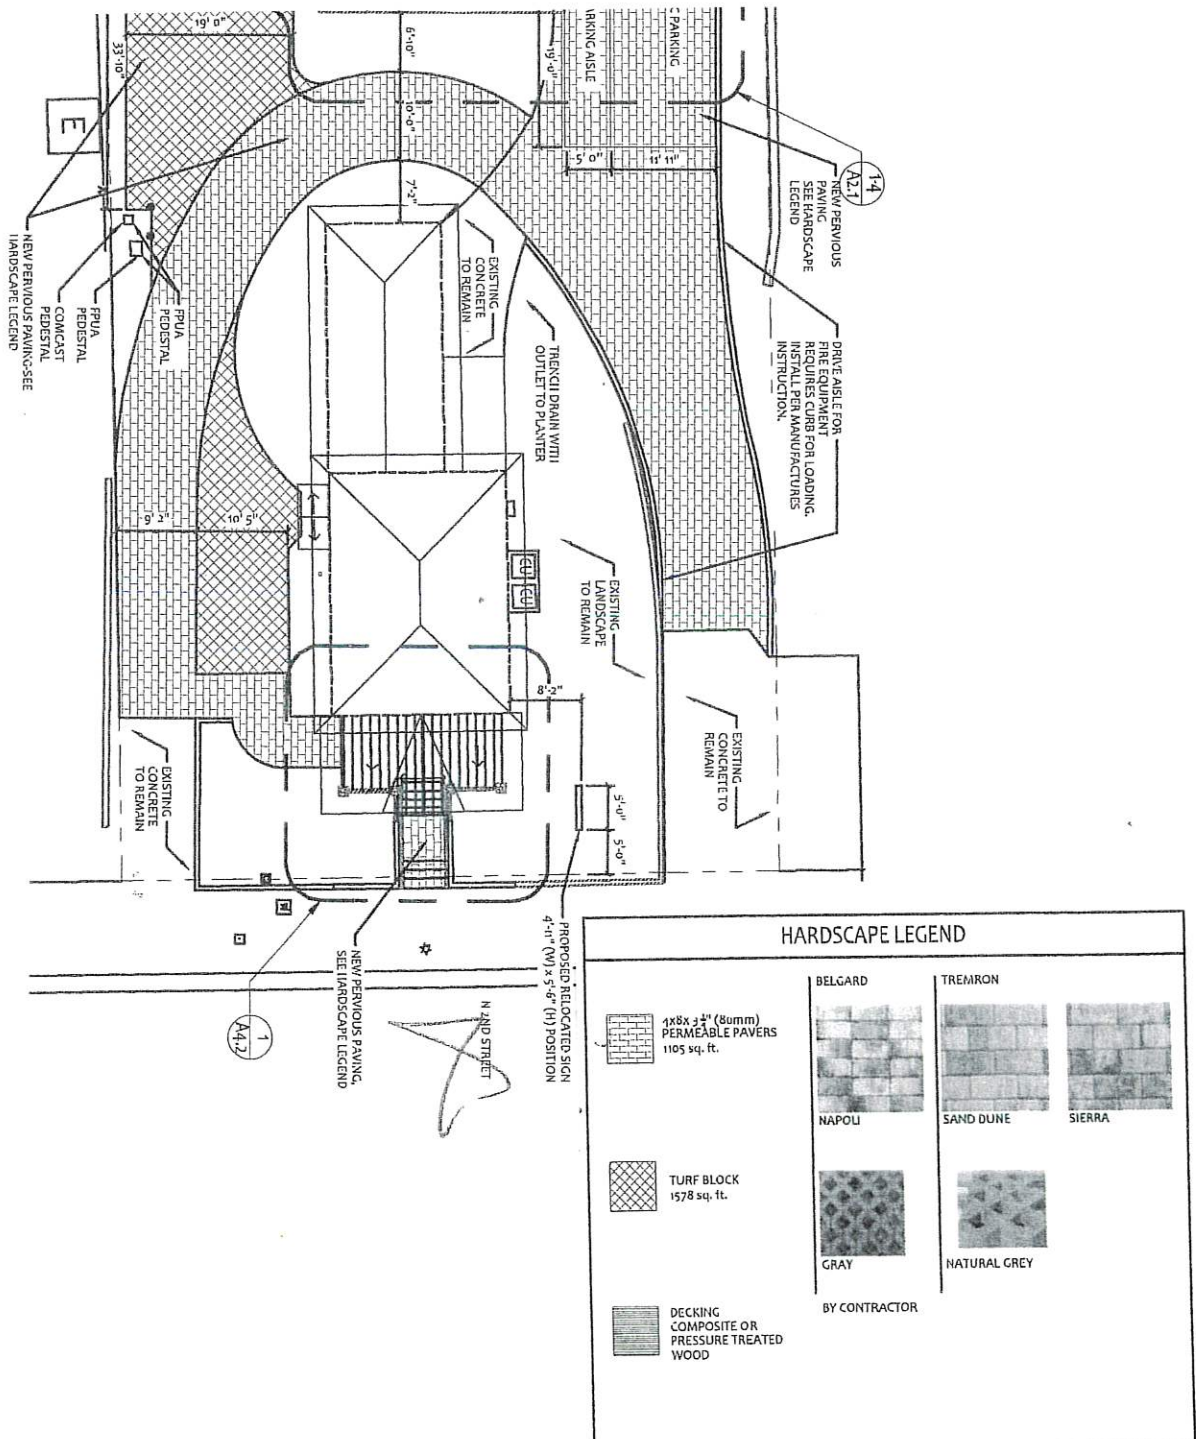 19' 0"
33'-10"
6'-10"
19'-0"
PARKING
PARKING AISLE
10'-0"
5' 0"
11' 11"
7'-2"
E
1-4
A2.1
NEW PERVIOUS
PAVING
SEE HARDSCAPE
LEGEND
EXISTING
CONCRETE
TO REMAIN
FPUA
PEDESTAL
FPUA
PEDESTAL
COMCAST
PEDESTAL
NEW PERVIOUS PAVING-SEE
HARDSCAPE LEGEND
TRENCH DRAIN WITH
OUTLET TO PLANTER
DRIVE AISLE FOR
FIRE EQUIPMENT
REQUIRES CURB FOR LOADING.
INSTALL PER MANUFACTURES
INSTRUCTION.
9' 2"
10' 5"
CU
CU
EXISTING
LANDSCAPE
TO REMAIN
8'-2"
EXISTING
CONCRETE TO
REMAIN
EXISTING
CONCRETE
TO REMAIN
5'-0"
5'-0"
PROPOSED RELOCATED SIGN
4'-11" (W) x 5'-6" (H) POSITION
NEW PERVIOUS PAVING,
SEE HARDSCAPE LEGEND
N 2ND STREET
1
A4.2
HARDSCAPE LEGEND
BELGARD
TREMRON
4x8x 3 ½" (80mm)
PERMEABLE PAVERS
1105 sq. ft.
NAPOLI
SAND DUNE
SIERRA
TURF BLOCK
1578 sq. ft.
GRAY
NATURAL GREY
BY CONTRACTOR
DECKING
COMPOSITE OR
PRESSURE TREATED
WOOD